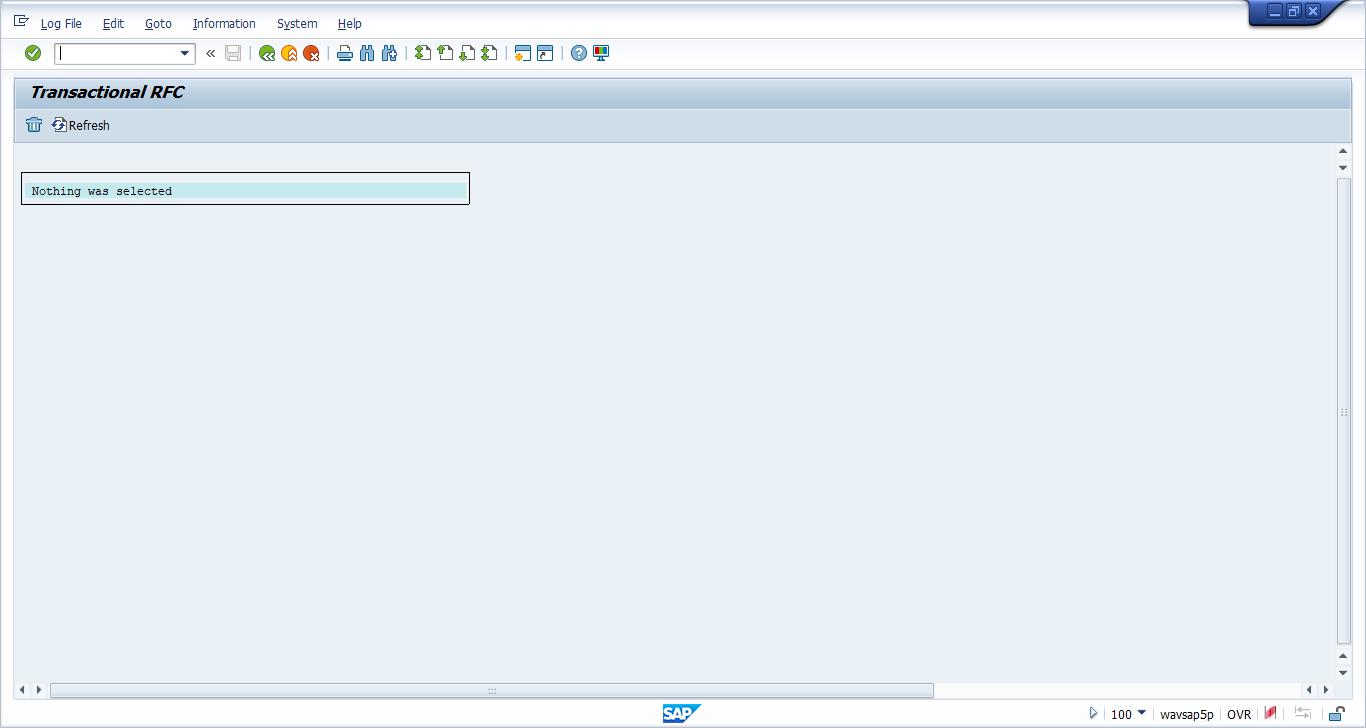 Log File Edit Goto Information System Help
«
Transactional RFC
Refresh
Nothing was selected
SAP
100 wavsap5p OVR